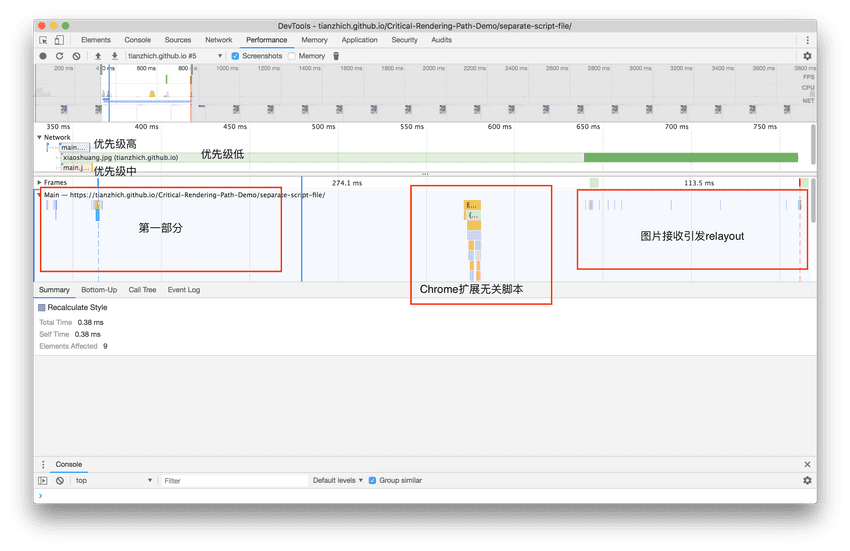 DevTools - tianzhich.github.io/Critical-Rendering-Path-Demo/separate-script-file/
Elements Console Sources Network Performance Memory Application Security Audits
tianzhich.github.io #5 Screenshots Memory
200 ms 400 ms 600 ms 800 ms 1000 ms 1200 ms 1400 ms 1600 ms 1800 ms 2000 ms 2200 ms 2400 ms 2600 ms 2800 ms 3000 ms 3200 ms 3400 ms 3600 ms 3800 ms
FPS
CPU
NET
350 ms 400 ms 450 ms 500 ms 550 ms 600 ms 650 ms 700 ms 750 ms
Network
main.... 优先级高
xiaoshuang.jpg (tianzhich.github.io) 优先级低
main.j... 优先级中
Frames 274.1 ms 113.5 ms
Main — https://tianzhich.github.io/Critical-Rendering-Path-Demo/separate-script-file/
E...
(...
第一部分
图片接收引发relayout
Chrome扩展无关脚本
Summary Bottom-Up Call Tree Event Log
Recalculate Style
Total Time 0.38 ms
Self Time 0.38 ms
Elements Affected 9
Console
top Filter Default levels Group similar